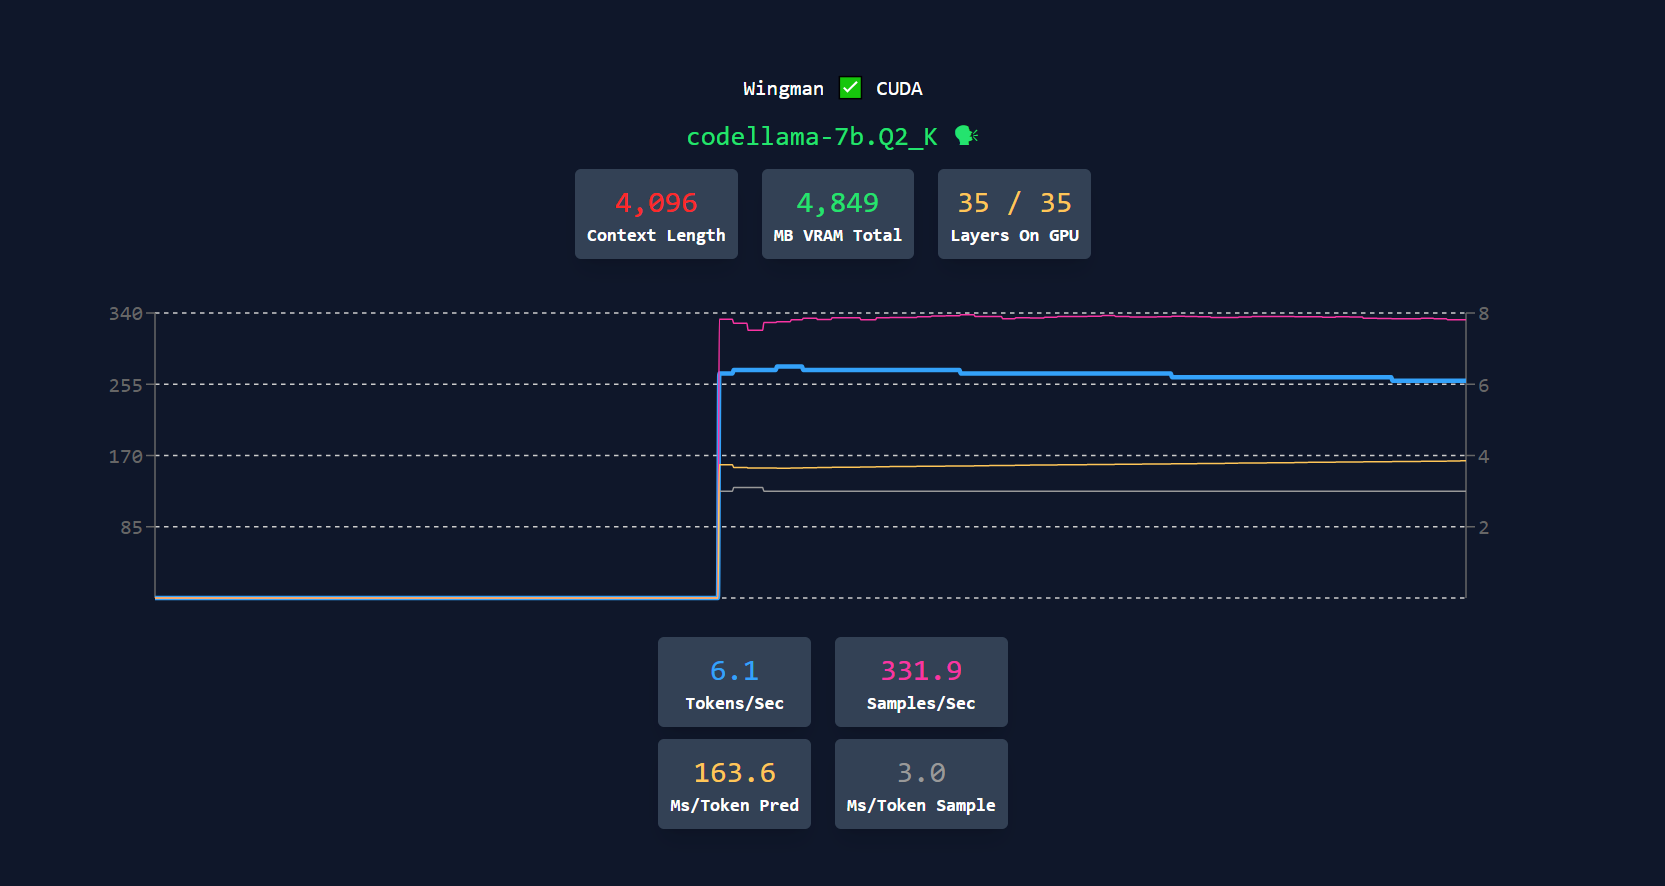 Wingman ✅ CUDA
codellama-7b.Q2_K 🗣
4,096
Context Length
4,849
MB VRAM Total
35 / 35
Layers On GPU
340
255
170
85
8
6
4
2
6.1
Tokens/Sec
331.9
Samples/Sec
163.6
Ms/Token Pred
3.0
Ms/Token Sample